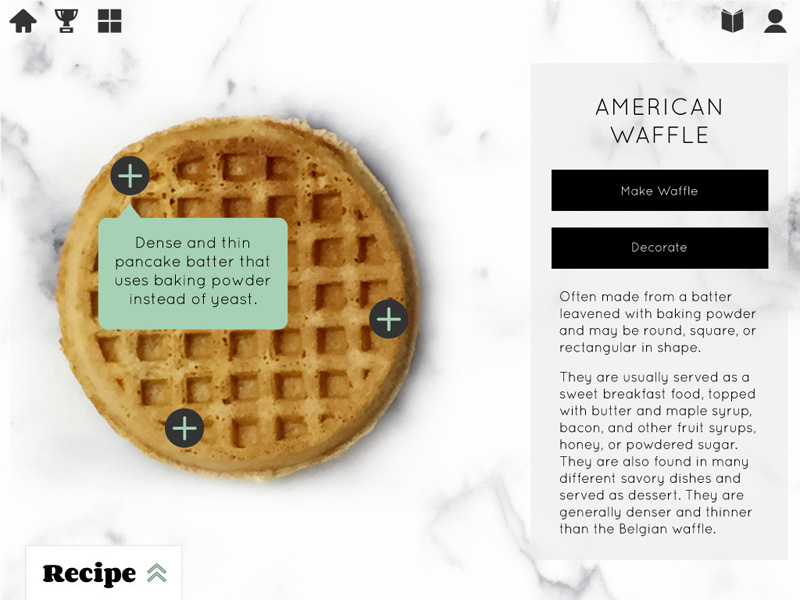 AMERICAN
WAFFLE
Make Waffle
Decorate
Dense and thin
pancake batter that
uses baking powder
instead of yeast.
Often made from a batter
leavened with baking powder
and may be round, square, or
rectangular in shape.
They are usually served as a
sweet breakfast food, topped
with butter and maple syrup,
bacon, and other fruit syrups,
honey, or powdered sugar.
They are also found in many
different savory dishes and
served as dessert. They are
generally denser and thinner
than the Belgian waffle.
Recipe